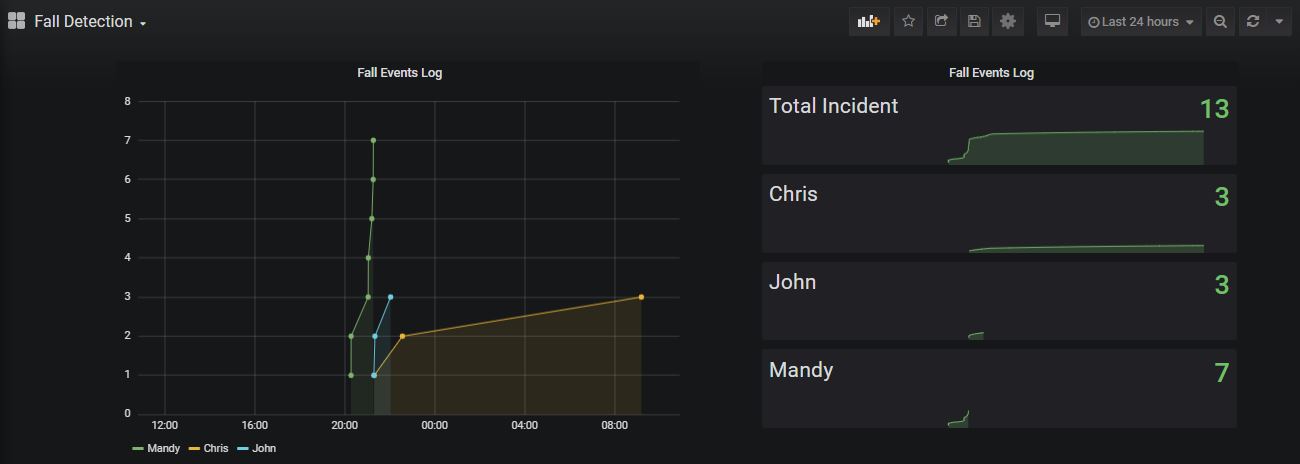 Fall Detection
Last 24 hours
Fall Events Log
8
7
6
5
4
3
2
1
0
12:00 16:00 20:00 00:00 04:00 08:00
Mandy Chris John
Fall Events Log
Total Incident 13
Chris 3
John 3
Mandy 7